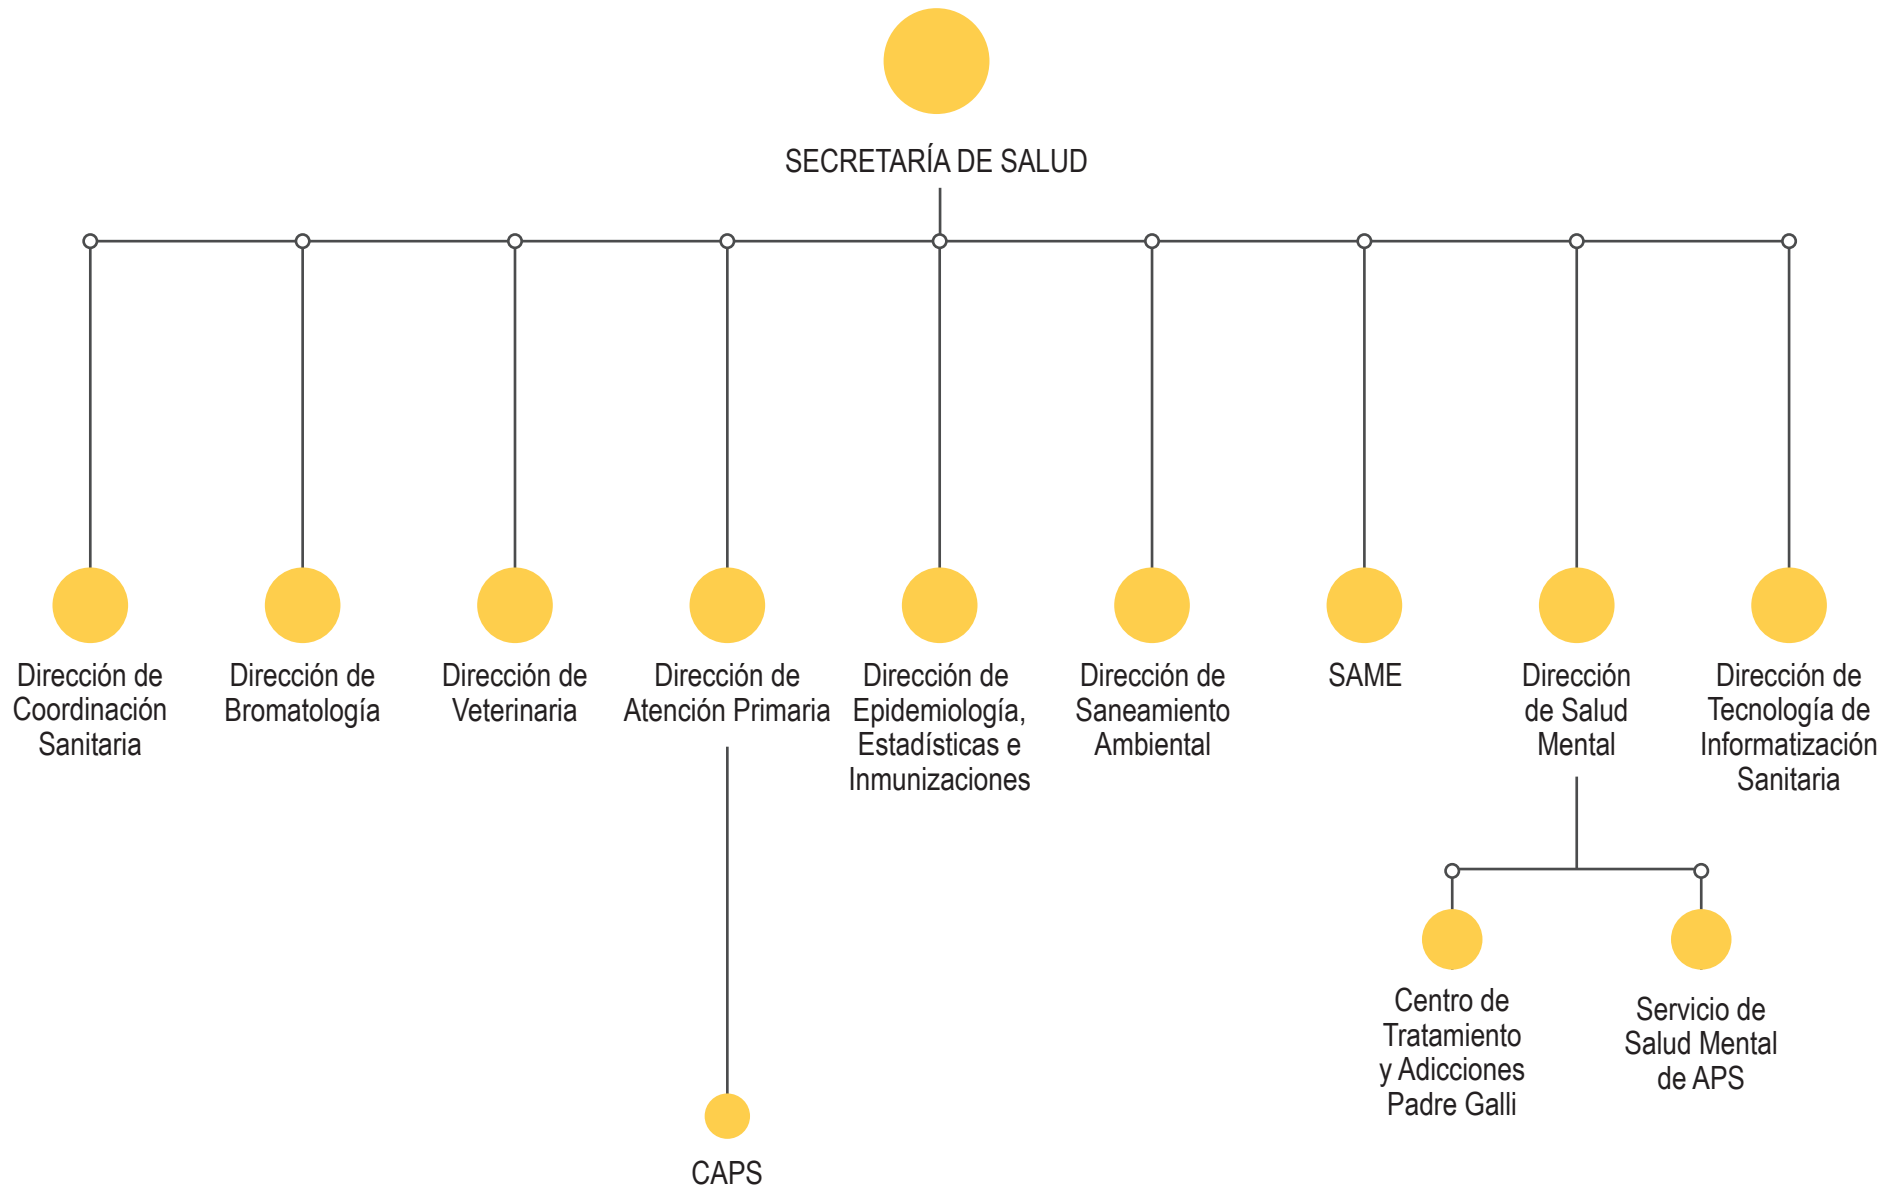 SECRETARÍA DE SALUD
Dirección de
Coordinación
Sanitaria
Dirección de
Bromatología
Dirección de
Veterinaria
Dirección de
Atención Primaria
Dirección de
Epidemiología,
Estadísticas e
Inmunizaciones
Dirección de
Saneamiento
Ambiental
SAME
Dirección
de Salud
Mental
Dirección de
Tecnología de
Informatización
Sanitaria
Centro de
Tratamiento
y Adicciones
Padre Galli
Servicio de
Salud Mental
de APS
CAPS